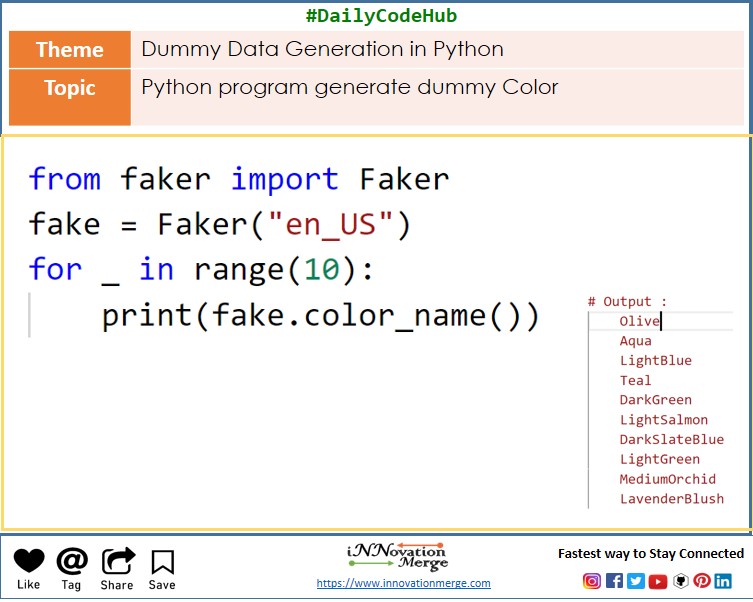 #DailyCodeHub
Theme Dummy Data Generation in Python
Topic Python program generate dummy Color
from faker import Faker
fake = Faker("en_US")
for _ in range(10):
    print(fake.color_name())
# Output :
Olive
Aqua
LightBlue
Teal
DarkGreen
LightSalmon
DarkSlateBlue
LightGreen
MediumOrchid
LavenderBlush
Like Tag Share Save
iNNovation
Merge
https://www.innovationmerge.com
Fastest way to Stay Connected